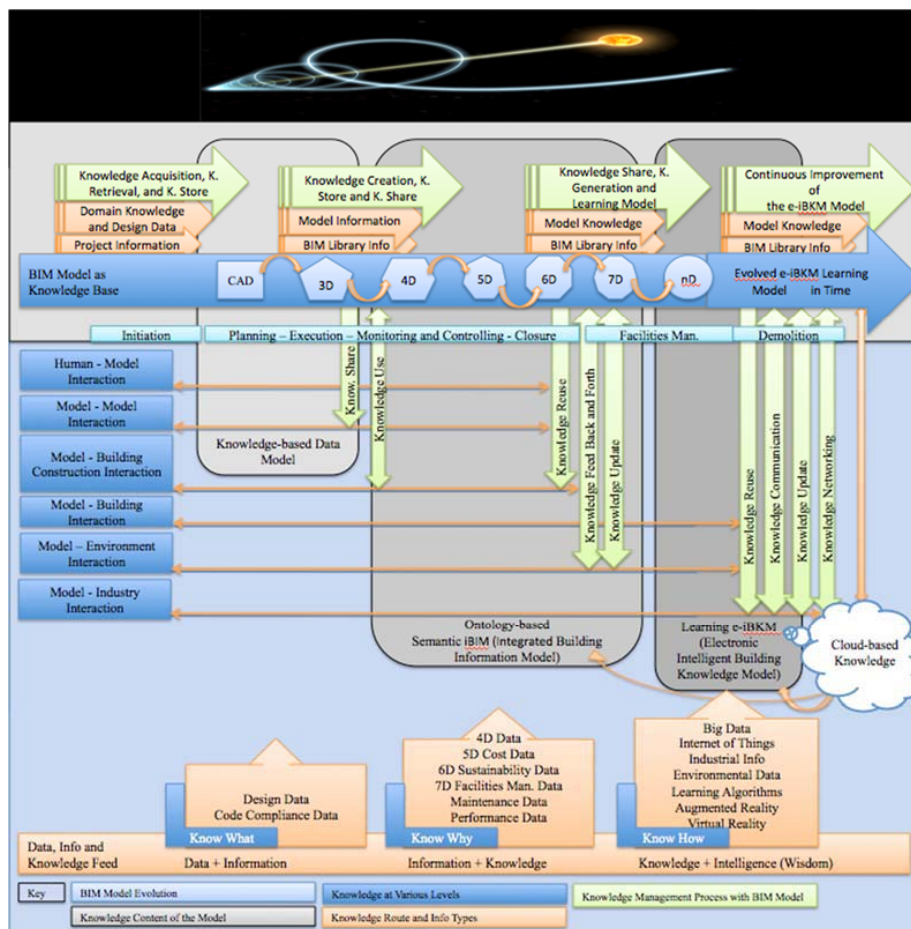 Knowledge Acquisition, K.
Retrieval, and K. Store
Domain Knowledge
and Design Data
Project Information
Knowledge Creation, K.
Store and K. Share
Model Information
BIM Library Info
Knowledge Share, K.
Generation and
Learning Model
Model Knowledge
BIM Library Info
Continuous Improvement
of
the e-iBKM Model
Model Knowledge
BIM Library Info
BIM Model as
Knowledge Base
CAD
3D
4D
5D
6D
7D
nD
Evolved e-iBKM Learning
Model in Time
Initiation
Planning – Execution – Monitoring and Controlling - Closure
Facilities Man.
Demolition
Human - Model
Interaction
Model - Model
Interaction
Model - Building
Construction Interaction
Model - Building
Interaction
Model – Environment
Interaction
Model - Industry
Interaction
Know. Share
Knowledge Use
Knowledge Reuse
Knowledge Feed Back and Forth
Knowledge Update
Knowledge Reuse
Knowledge Communication
Knowledge Update
Knowledge Networking
Knowledge-based Data
Model
Ontology-based
Semantic iBIM (Integrated Building
Information Model)
Learning e-iBKM
(Electronic
Intelligent Building
Knowledge Model)
Cloud-based
Knowledge
Design Data
Code Compliance Data
Know What
4D Data
5D Cost Data
6D Sustainability Data
7D Facilities Man. Data
Maintenance Data
Performance Data
Know Why
Big Data
Internet of Things
Industrial Info
Environmental Data
Learning Algorithms
Augmented Reality
Virtual Reality
Know How
Data, Info and
Knowledge Feed
Data + Information
Information + Knowledge
Knowledge + Intelligence (Wisdom)
Key
BIM Model Evolution
Knowledge at Various Levels
Knowledge Management Process with BIM Model
Knowledge Content of the Model
Knowledge Route and Info Types